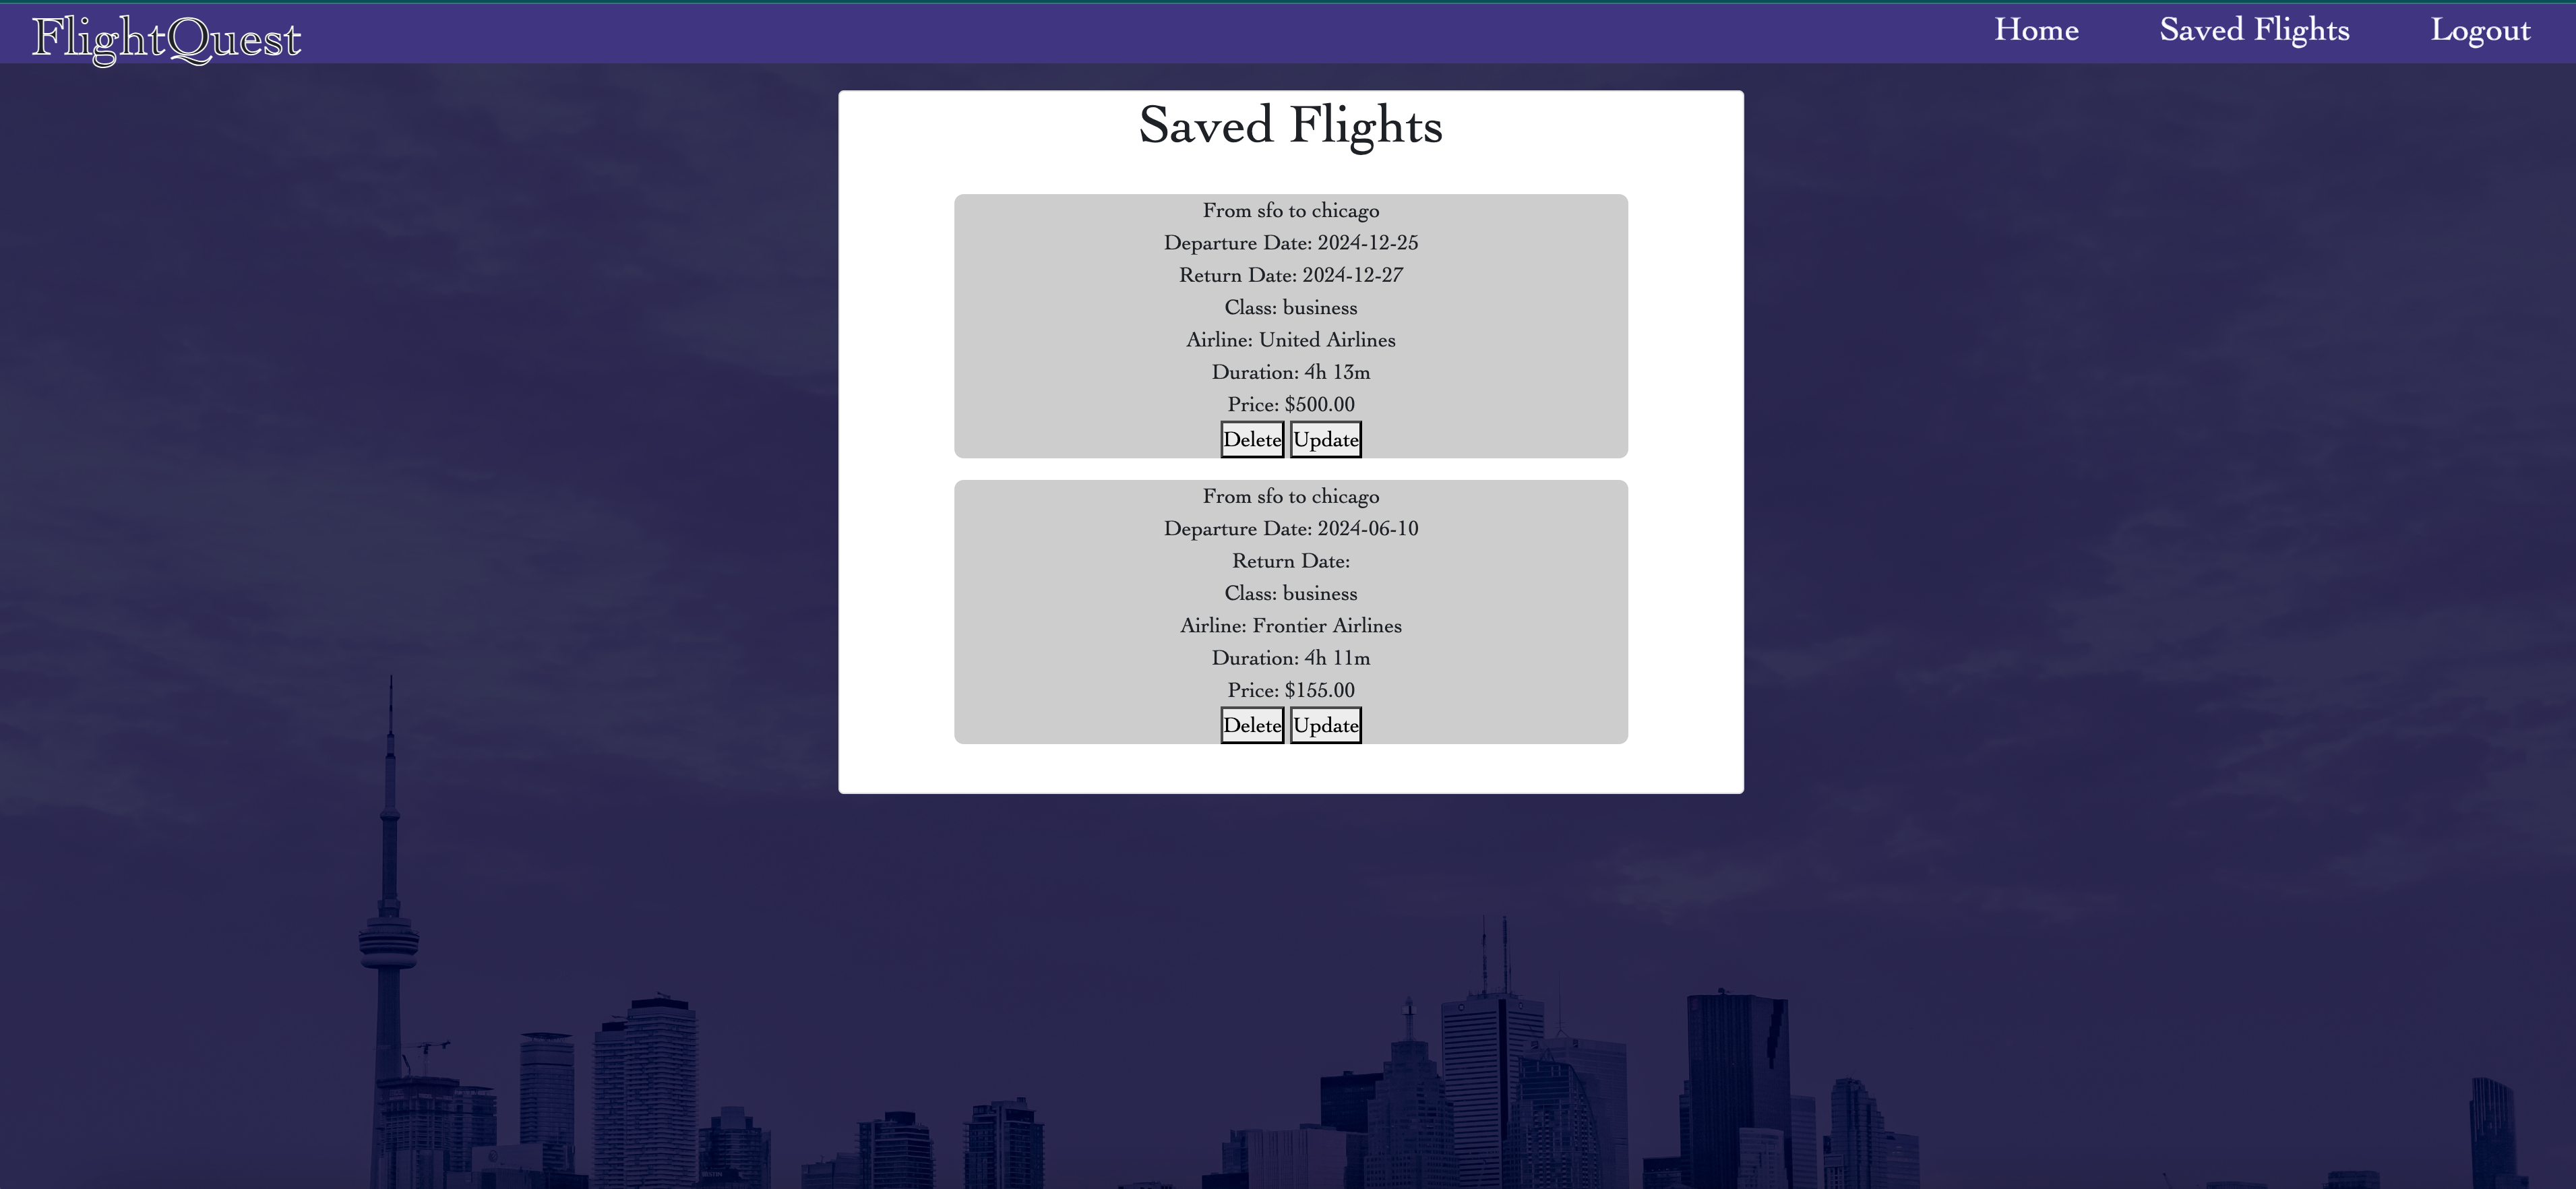 FlightQuest
Home
Saved Flights
Logout
Saved Flights
From sfo to chicago
Departure Date: 2024-12-25
Return Date: 2024-12-27
Class: business
Airline: United Airlines
Duration: 4h 13m
Price: $500.00
Delete Update
From sfo to chicago
Departure Date: 2024-06-10
Return Date:
Class: business
Airline: Frontier Airlines
Duration: 4h 11m
Price: $155.00
Delete Update